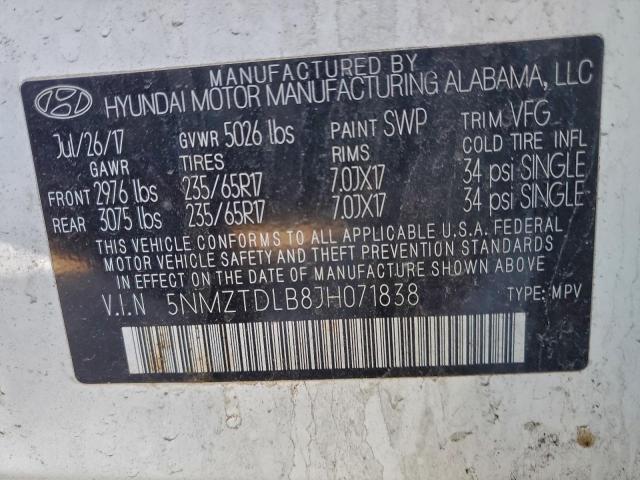 MANUFACTURED BY
HYUNDAI MOTOR MANUFACTURING ALABAMA, LLC
Jul/26/17 GVWR 5026 lbs PAINT SWP TRIM VFG
GAWR TIRES RIMS COLD TIRE INFL
FRONT 2976 lbs 235/65R17 7.0JX17 34 psi SINGLE
REAR 3075 lbs 235/65R17 7.0JX17 34 psi SINGLE
THIS VEHICLE CONFORMS TO ALL APPLICABLE U.S.A. FEDERAL
MOTOR VEHICLE SAFETY AND THEFT PREVENTION STANDARDS
IN EFFECT ON THE DATE OF MANUFACTURE SHOWN ABOVE.
V.I.N 5NMZTDLB8JH071838 TYPE: MPV